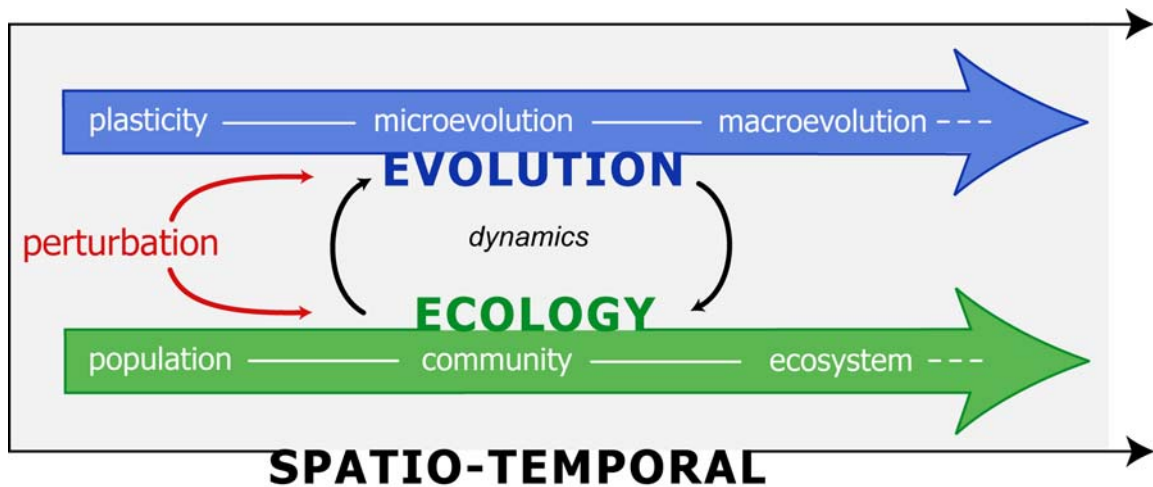 plasticity microevolution macroevolution
EVOLUTION
perturbation dynamics
ECOLOGY
population community ecosystem
SPATIO-TEMPORAL